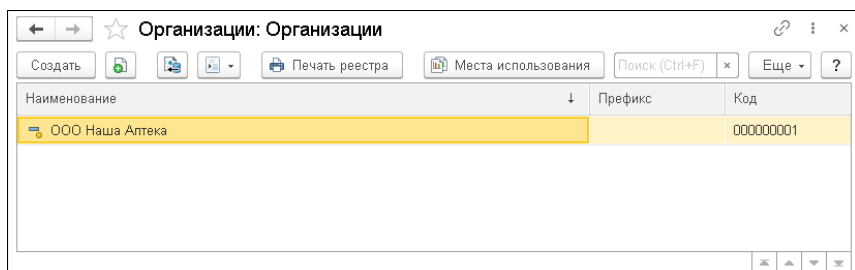 Организации: Организации
Создать Печать реестра Места использования Поиск (Ctrl+F) × Еще ?
Наименование ↓ Префикс Код
ООО Наша Аптека 000000001